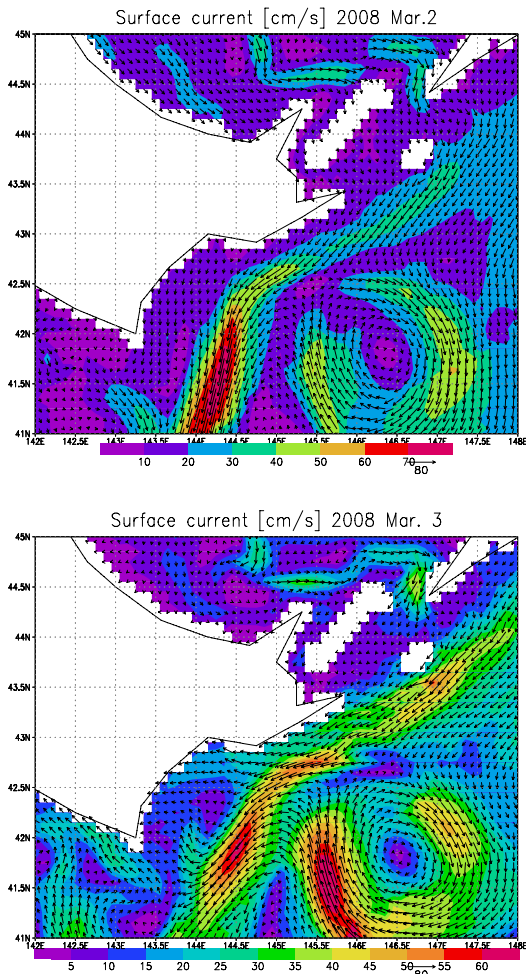 Surface current [cm/s] 2008 Mar.2
45N
44.5N
44N
43.5N
43N
42.5N
42N
41.5N
41N
142E 142.5E 143E 143.5E 144E 144.5E 145E 145.5E 146E 146.5E 147E 147.5E 148E
10 20 30 40 50 60 70
80
Surface current [cm/s] 2008 Mar. 3
45N
44.5N
44N
43.5N
43N
42.5N
42N
41.5N
41N
142E 142.5E 143E 143.5E 144E 144.5E 145E 145.5E 146E 146.5E 147E 147.5E 148E
5 10 15 20 25 30 35 40 45 50 55 60
80